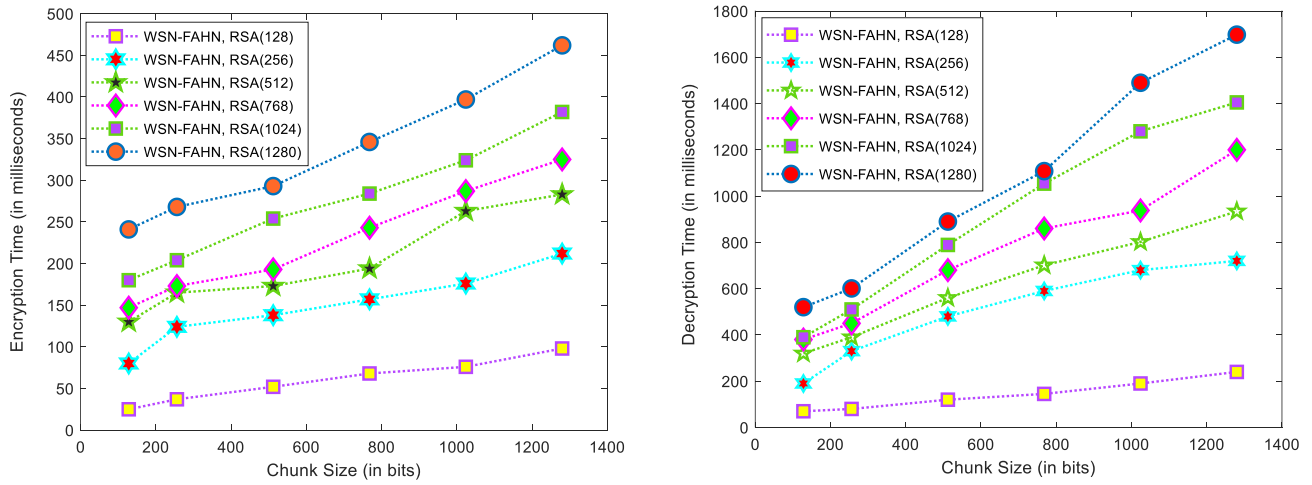 500
450
400
350
300
250
200
150
100
50
0
Encryption Time (in milliseconds)
WSN-FAHN, RSA(128)
WSN-FAHN, RSA(256)
WSN-FAHN, RSA(512)
WSN-FAHN, RSA(768)
WSN-FAHN, RSA(1024)
WSN-FAHN, RSA(1280)
0 200 400 600 800 1000 1200 1400
Chunk Size (in bits)
1800
1600
1400
1200
1000
800
600
400
200
0
Decryption Time (in milliseconds)
WSN-FAHN, RSA(128)
WSN-FAHN, RSA(256)
WSN-FAHN, RSA(512)
WSN-FAHN, RSA(768)
WSN-FAHN, RSA(1024)
WSN-FAHN, RSA(1280)
0 200 400 600 800 1000 1200 1400
Chunk Size (in bits)